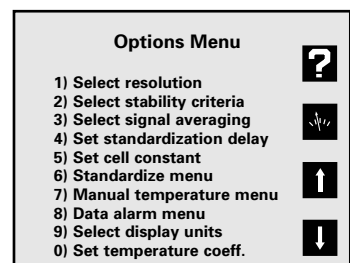 Options Menu
1) Select resolution
2) Select stability criteria
3) Select signal averaging
4) Set standardization delay
5) Set cell constant
6) Standardize menu
7) Manual temperature menu
8) Data alarm menu
9) Select display units
0) Set temperature coeff.
?